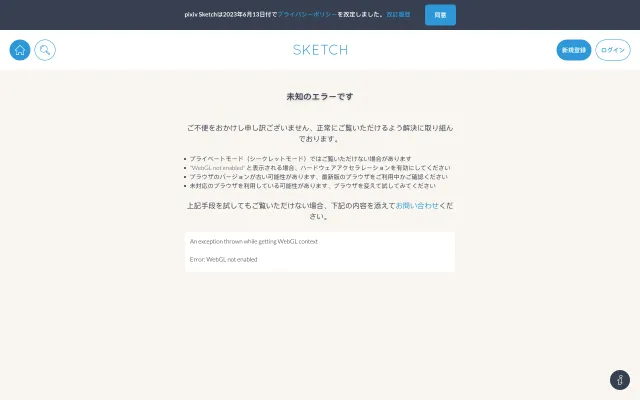 pixiv Sketchは2023年6月13日付でプライバシーポリシーを改定しました。改訂履歴
同意
SKETCH
新規登録
ログイン
未知のエラーです
ご不便をおかけし申し訳ございません、正常にご覧いただけるよう解決に取り組ん
でおります。
プライベートモード（シークレットモード）ではご覧いただけない場合があります
"WebGL not enabled" と表示される場合、ハードウェアアクセラレーションを有効にしてください
ブラウザのバージョンが古い可能性があります、最新版のブラウザをご利用中かご確認ください
未対応のブラウザを利用している可能性があります、ブラウザを変えて試してみてください
上記手段を試してもご覧いただけない場合、下記の内容を添えてお問い合わせくだ
さい。
An exception thrown while getting WebGL context
Error: WebGL not enabled